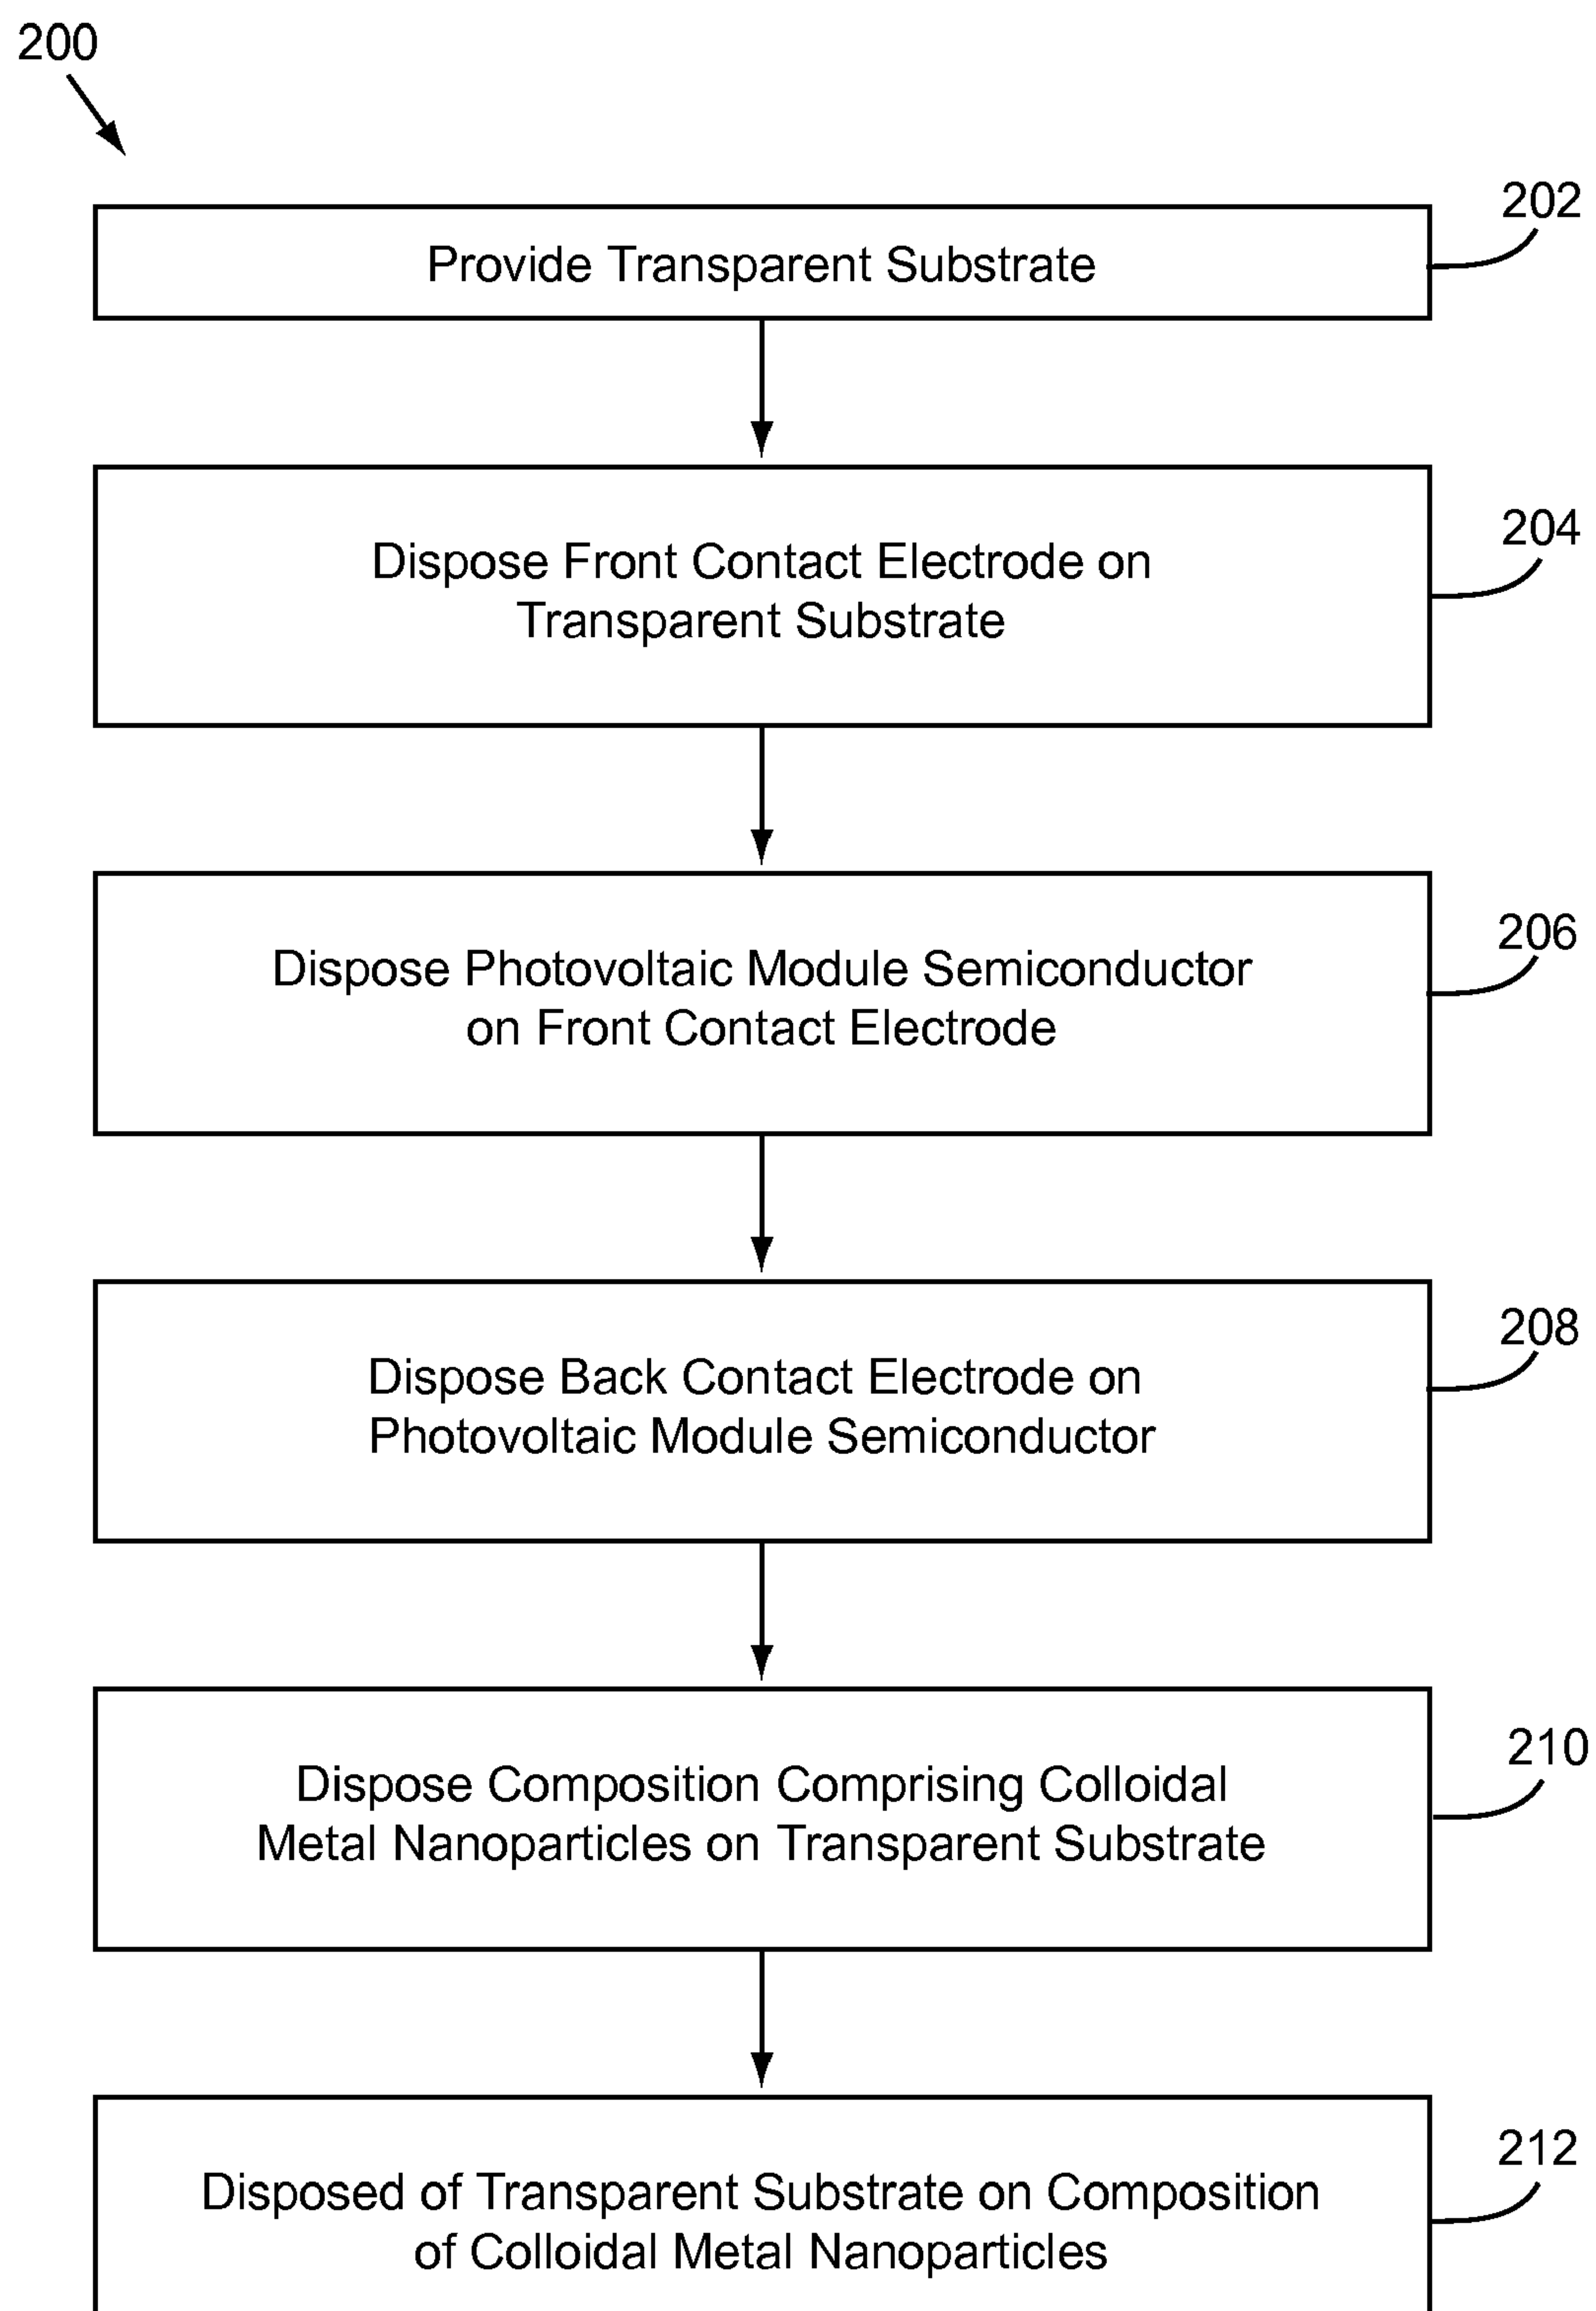 200
202
Provide Transparent Substrate
204
Dispose Front Contact Electrode on
Transparent Substrate
206
Dispose Photovoltaic Module Semiconductor
on Front Contact Electrode
208
Dispose Back Contact Electrode on
Photovoltaic Module Semiconductor
210
Dispose Composition Comprising Colloidal
Metal Nanoparticles on Transparent Substrate
212
Disposed of Transparent Substrate on Composition
of Colloidal Metal Nanoparticles